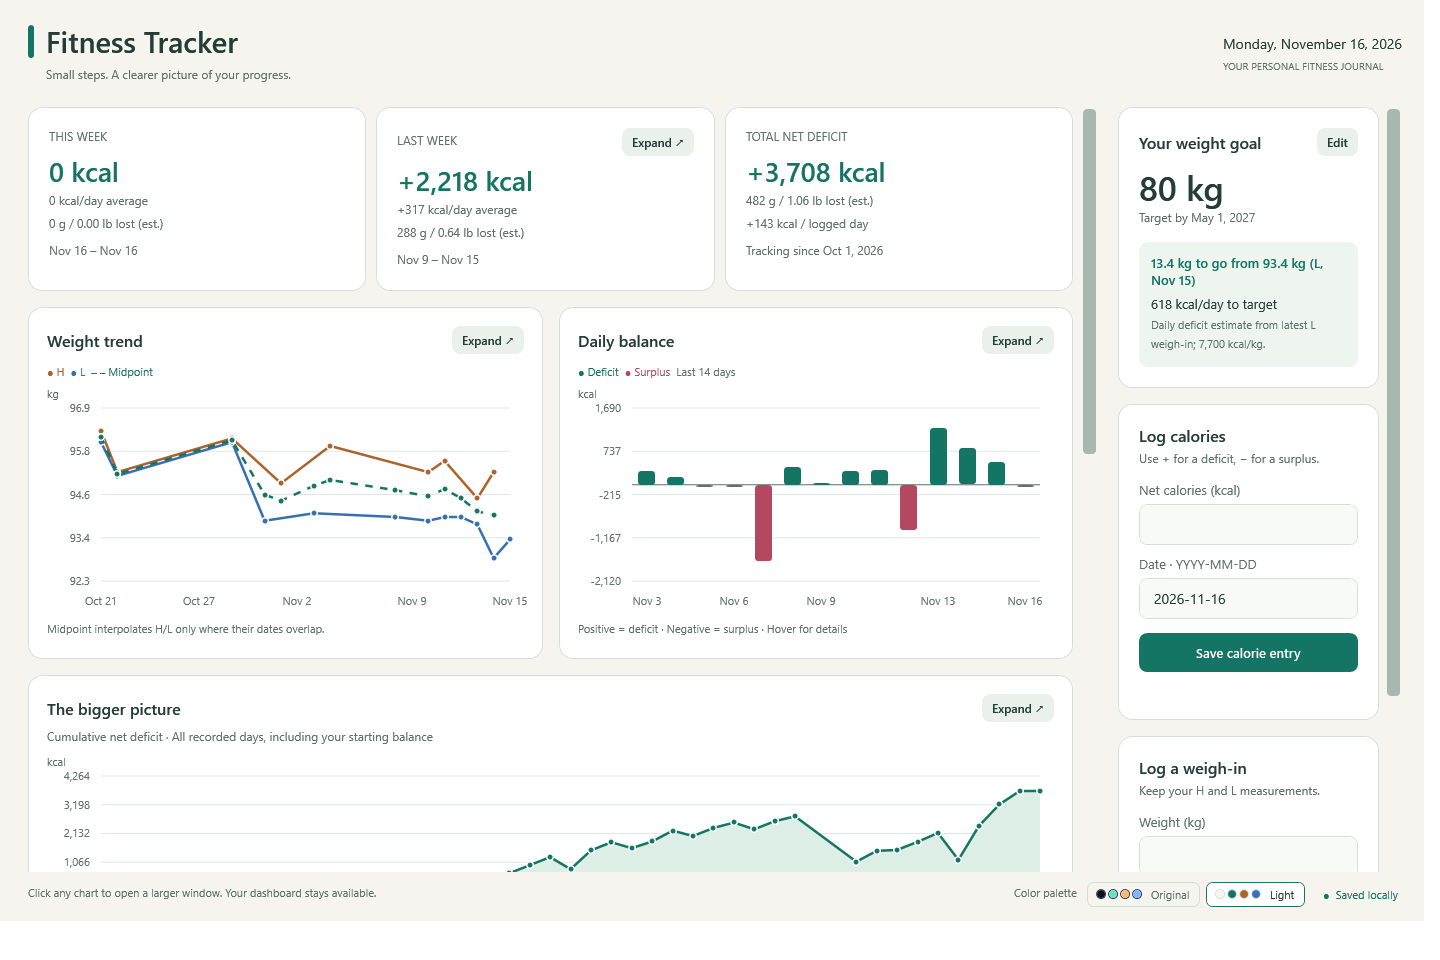 Fitness Tracker
Small steps. A clearer picture of your progress.
Monday, November 16, 2026
YOUR PERSONAL FITNESS JOURNAL
THIS WEEK
0 kcal
0 kcal/day average
0 g / 0.00 lb lost (est.)
Nov 16 – Nov 16
LAST WEEK
Expand ↗
+2,218 kcal
+317 kcal/day average
288 g / 0.64 lb lost (est.)
Nov 9 – Nov 15
TOTAL NET DEFICIT
+3,708 kcal
482 g / 1.06 lb lost (est.)
+143 kcal / logged day
Tracking since Oct 1, 2026
Weight trend
Expand ↗
● H ● L – – Midpoint
kg
96.9
95.8
94.6
93.4
92.3
Oct 21 Oct 27 Nov 2 Nov 9 Nov 15
Midpoint interpolates H/L only where their dates overlap.
Daily balance
Expand ↗
● Deficit ● Surplus Last 14 days
kcal
1,690
737
-215
-1,167
-2,120
Nov 3 Nov 6 Nov 9 Nov 13 Nov 16
Positive = deficit · Negative = surplus · Hover for details
The bigger picture
Expand ↗
Cumulative net deficit · All recorded days, including your starting balance
kcal
4,264
3,198
2,132
1,066
Your weight goal
Edit
80 kg
Target by May 1, 2027
13.4 kg to go from 93.4 kg (L,
Nov 15)
618 kcal/day to target
Daily deficit estimate from latest L
weigh-in; 7,700 kcal/kg.
Log calories
Use + for a deficit, – for a surplus.
Net calories (kcal)
Date · YYYY-MM-DD
2026-11-16
Save calorie entry
Log a weigh-in
Keep your H and L measurements.
Weight (kg)
Click any chart to open a larger window. Your dashboard stays available.
Color palette
Original
Light
● Saved locally